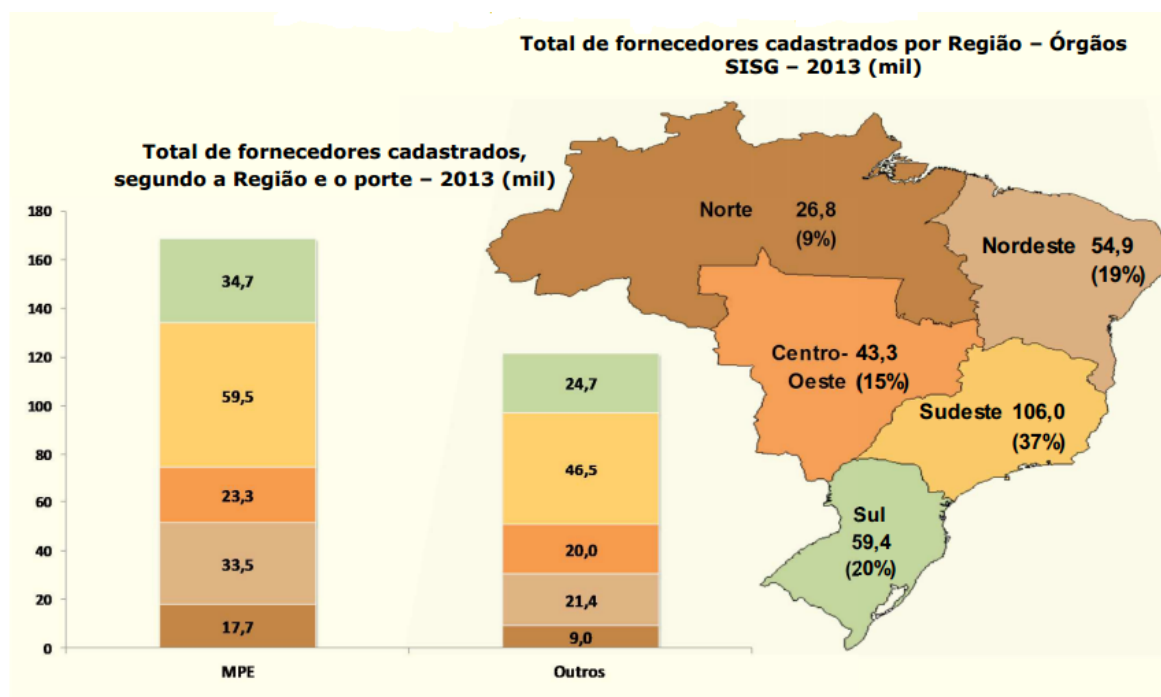 Total de fornecedores cadastrados por Região – Órgãos
SISG – 2013 (mil)
Total de fornecedores cadastrados,
segundo a Região e o porte – 2013 (mil)
180
160
140
120
100
80
60
40
20
0
34,7
59,5
23,3
33,5
17,7
MPE
24,7
46,5
20,0
21,4
9,0
Outros
Norte 26,8
(9%)
Nordeste 54,9
(19%)
Centro- 43,3
Oeste (15%)
Sudeste 106,0
(37%)
Sul
59,4
(20%)